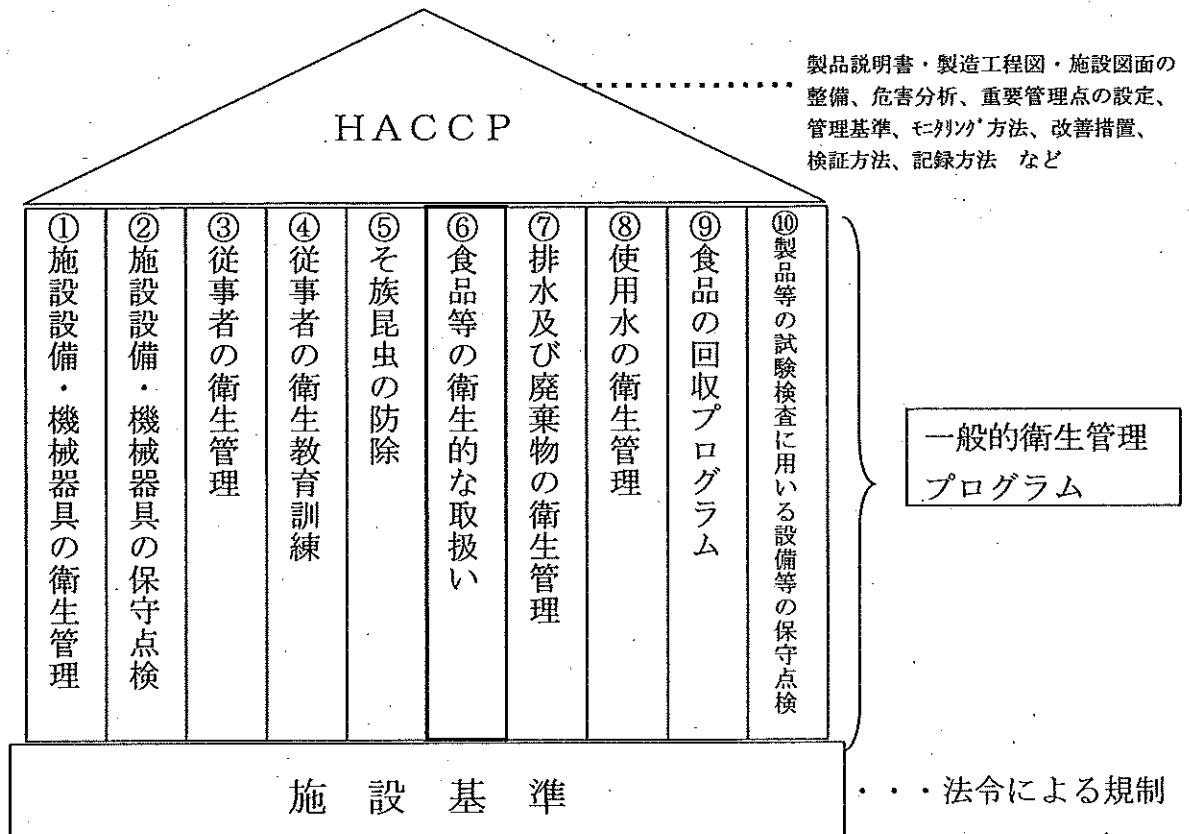 製品説明書・製造工程図・施設図面の
整備、危害分析、重要管理点の設定、
管理基準、ﾓﾆﾀﾘﾝｸﾞ方法、改善措置、
検証方法、記録方法 など
HACCP
①施設設備・機械器具の衛生管理
②施設設備・機械器具の保守点検
③従事者の衛生管理
④従事者の衛生教育訓練
⑤そ族昆虫の防除
⑥食品等の衛生的な取扱い
⑦排水及び廃棄物の衛生管理
⑧使用水の衛生管理
⑨食品の回収プログラム
⑩製品等の試験検査に用いる設備等の保守点検
一般的衛生管理
プログラム
施設基準
・・・法令による規制